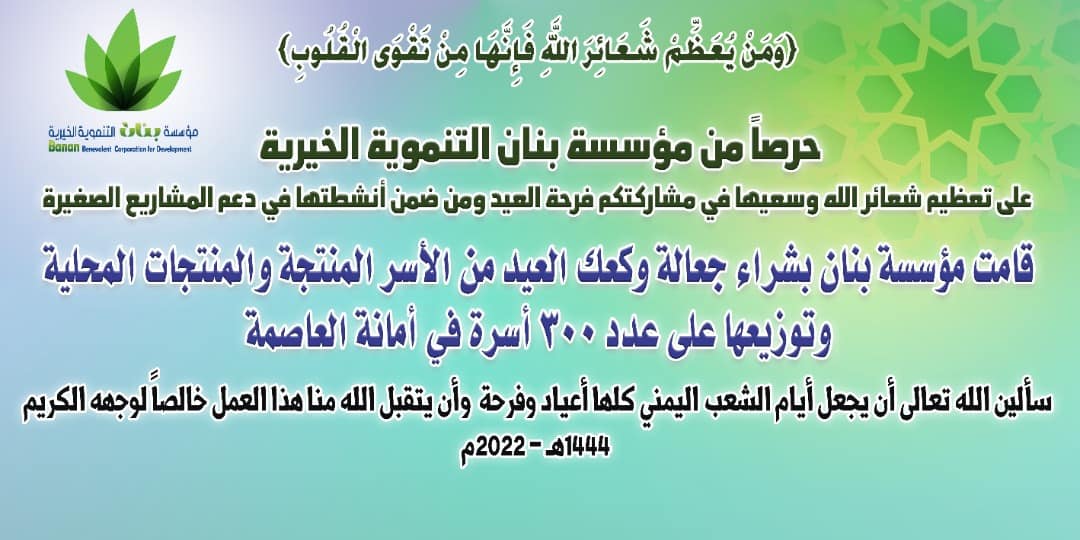 ﴿وَمَنْ يُعَظِّمْ شَعَائِرَ اللَّهِ فَإِنَّهَا مِنْ تَقْوَى الْقُلُوبِ﴾
مؤسسة بنان التنموية الخيرية
Banan Benevolent Corporation for Development
حرصاً من مؤسسة بنان التنموية الخيرية
على تعظيم شعائر الله وسعيها في مشاركتكم فرحة العيد ومن ضمن أنشطتها في دعم المشاريع الصغيرة
قامت مؤسسة بنان بشراء جعالة وكعك العيد من الأسر المنتجة والمنتجات المحلية
وتوزيعها على عدد ٣٠٠ أسرة في أمانة العاصمة
سألين الله تعالى أن يجعل أيام الشعب اليمني كلها أعياد وفرحة وأن يتقبل الله منا هذا العمل خالصاً لوجهه الكريم
1444هـ - 2022م